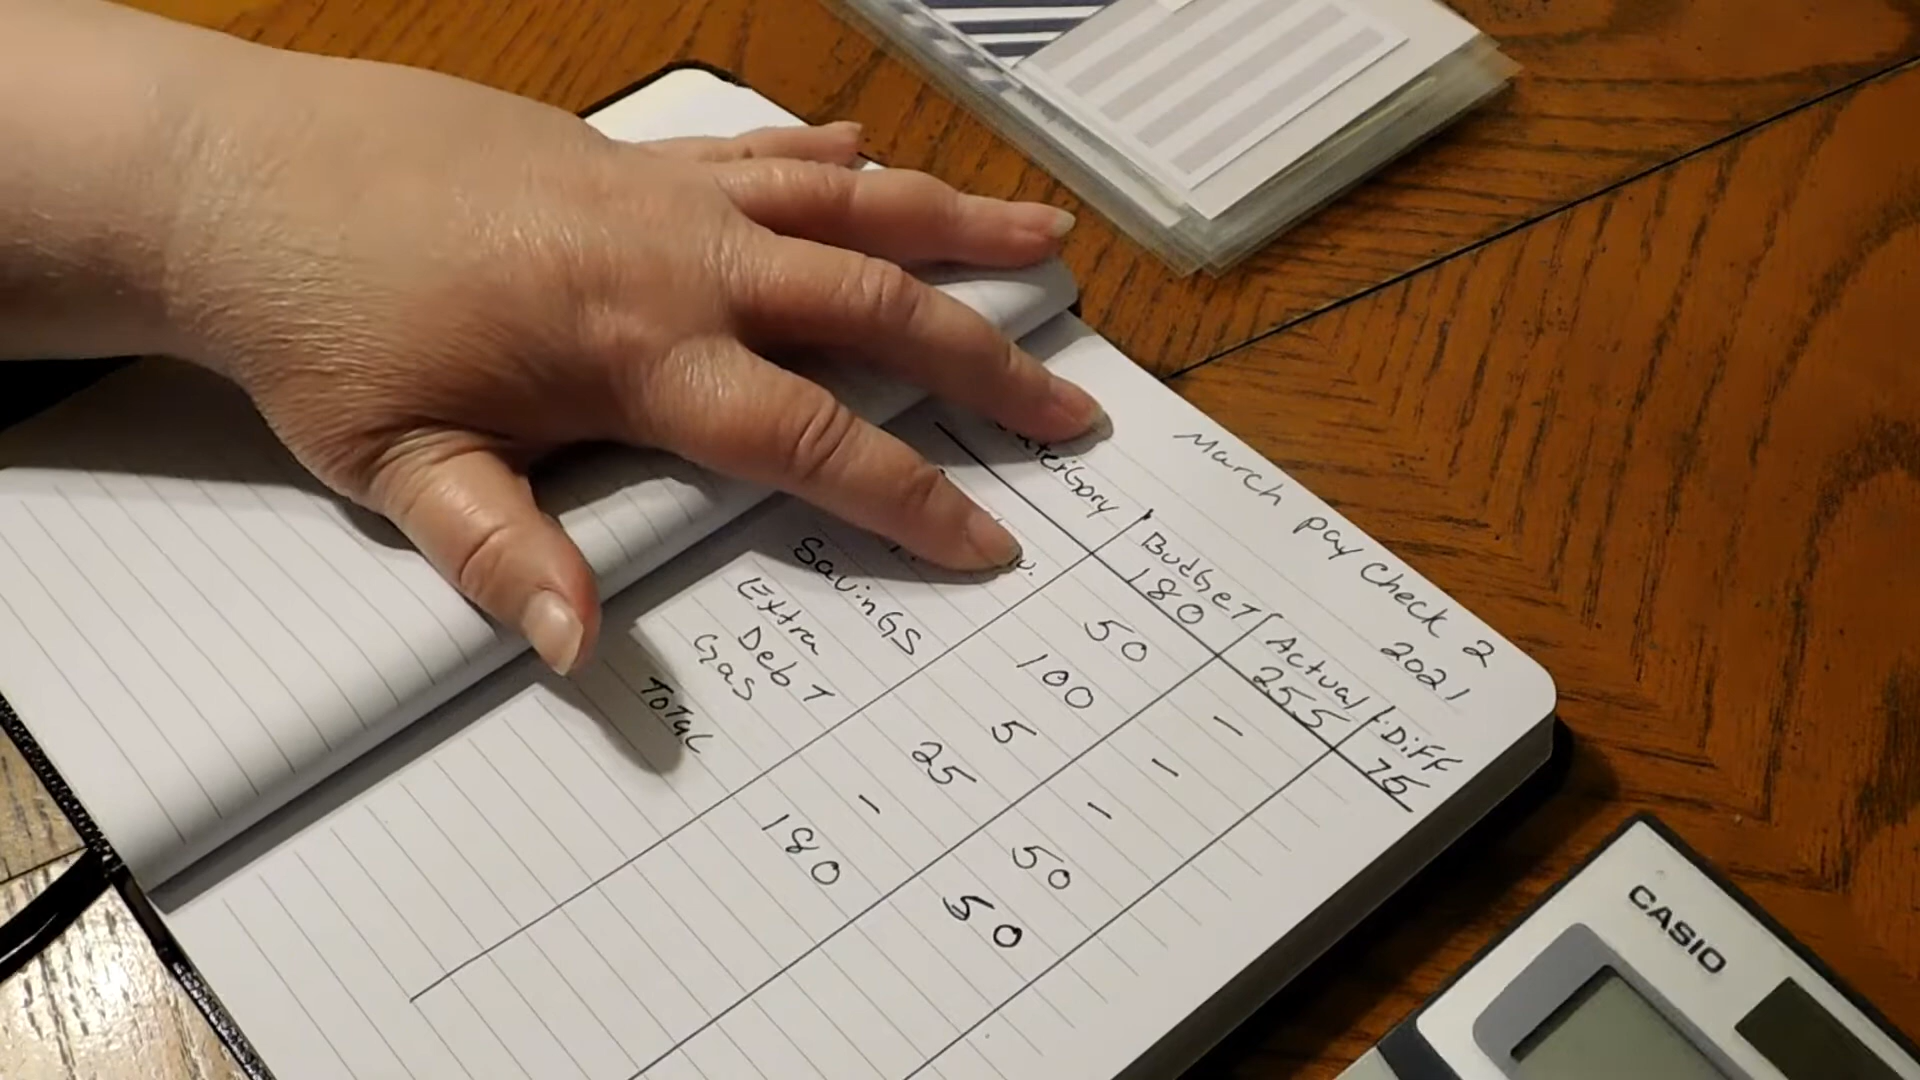 March pay check 2
2021
Budget Actual Diff
180 255 75
50 -
100 -
Savings 5 -
Extra Debt 25 50
Gas -
Total 180 50
CASIO